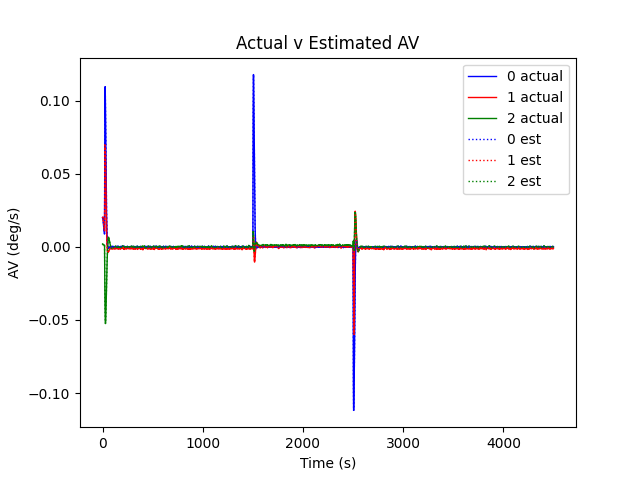 Actual v Estimated AV
0 actual
1 actual
2 actual
0 est
1 est
2 est
AV (deg/s)
0.10
0.05
0.00
−0.05
−0.10
0
1000
2000
3000
4000
Time (s)